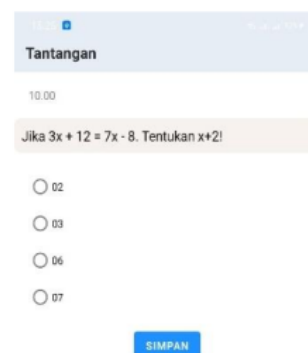 Tantangan
10.00
Jika 3x + 12 = 7x - 8. Tentukan x+2!
02
03
06
07
SIMPAN